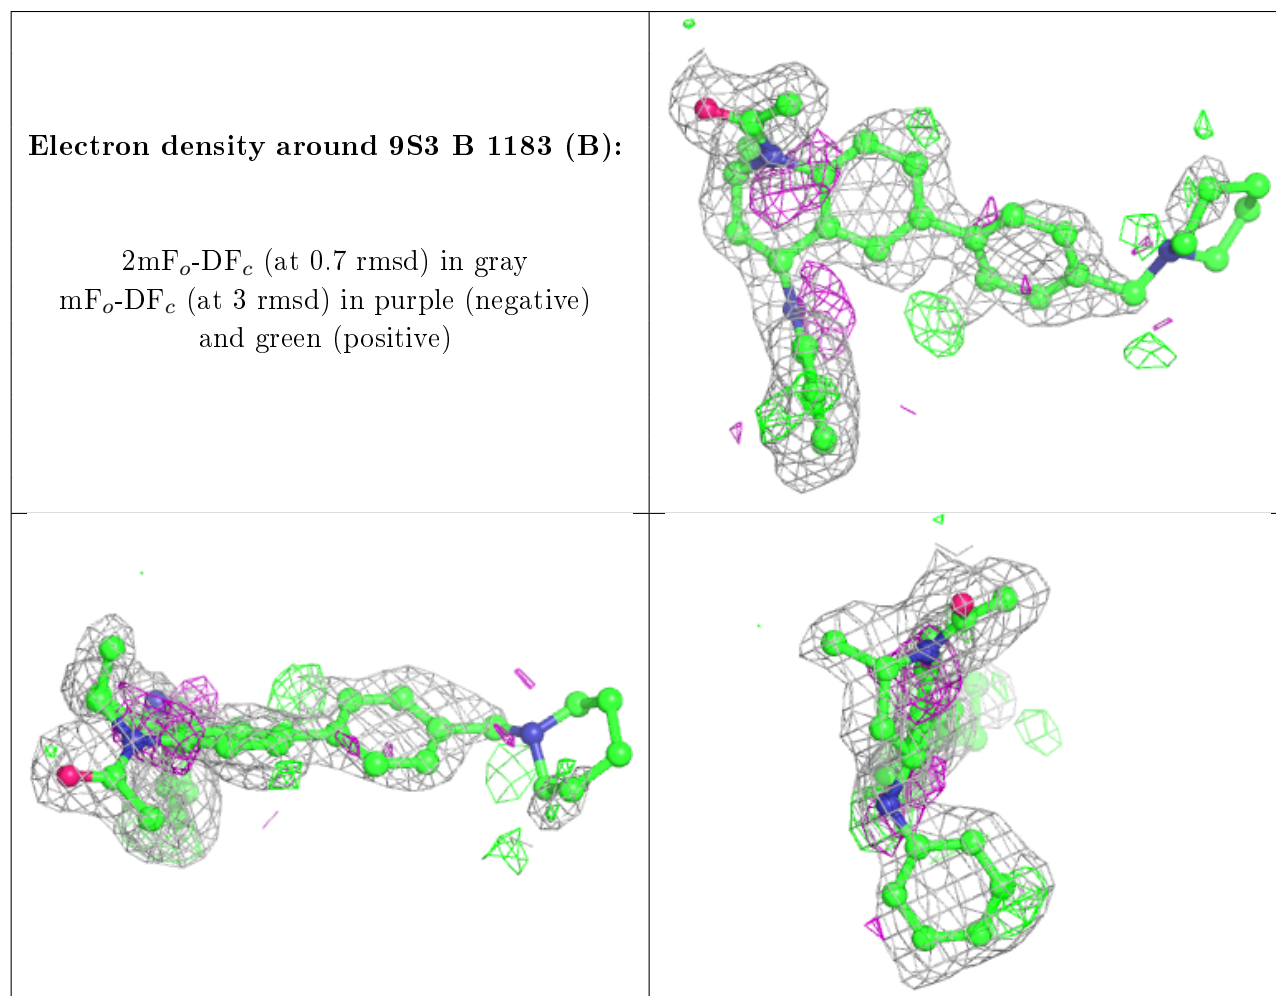 Electron density around 9S3 B 1183 (B):
2mFo-DFc (at 0.7 rmsd) in gray
mFo-DFc (at 3 rmsd) in purple (negative)
and green (positive)